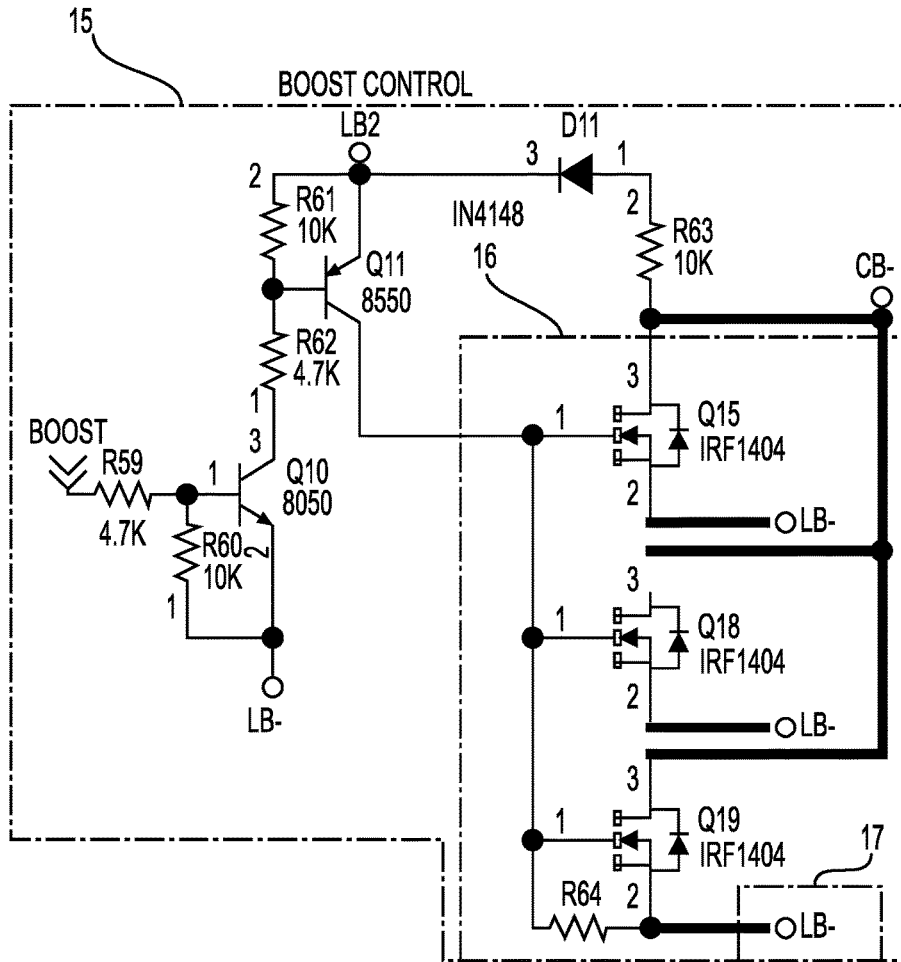 15
BOOST CONTROL
LB2
D11
3
1
2
2
R61
10K
IN4148
R63
10K
16
CB-
Q11
8550
R62
4.7K
1
3
1
Q15
IRF1404
2
BOOST
R59
4.7K
1
3
Q10
8050
R60
10K
2
1
LB-
LB-
3
1
Q18
IRF1404
2
LB-
3
1
Q19
IRF1404
2
17
R64
LB-